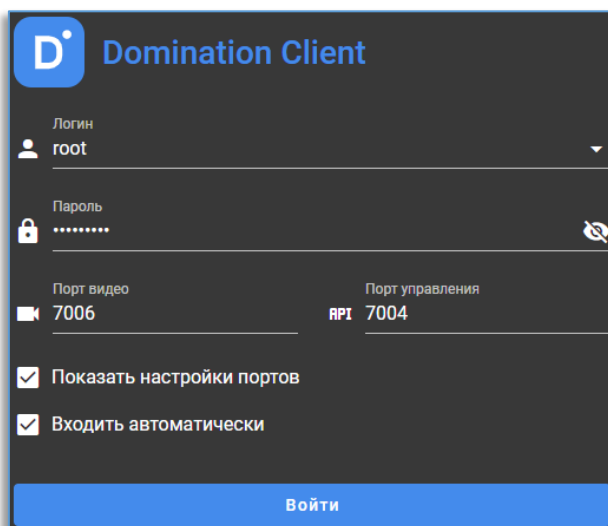 D
Domination Client
Логин
root
Пароль
•••••••••
Порт видео
Порт управления
7006
API
7004
Показать настройки портов
Входить автоматически
Войти